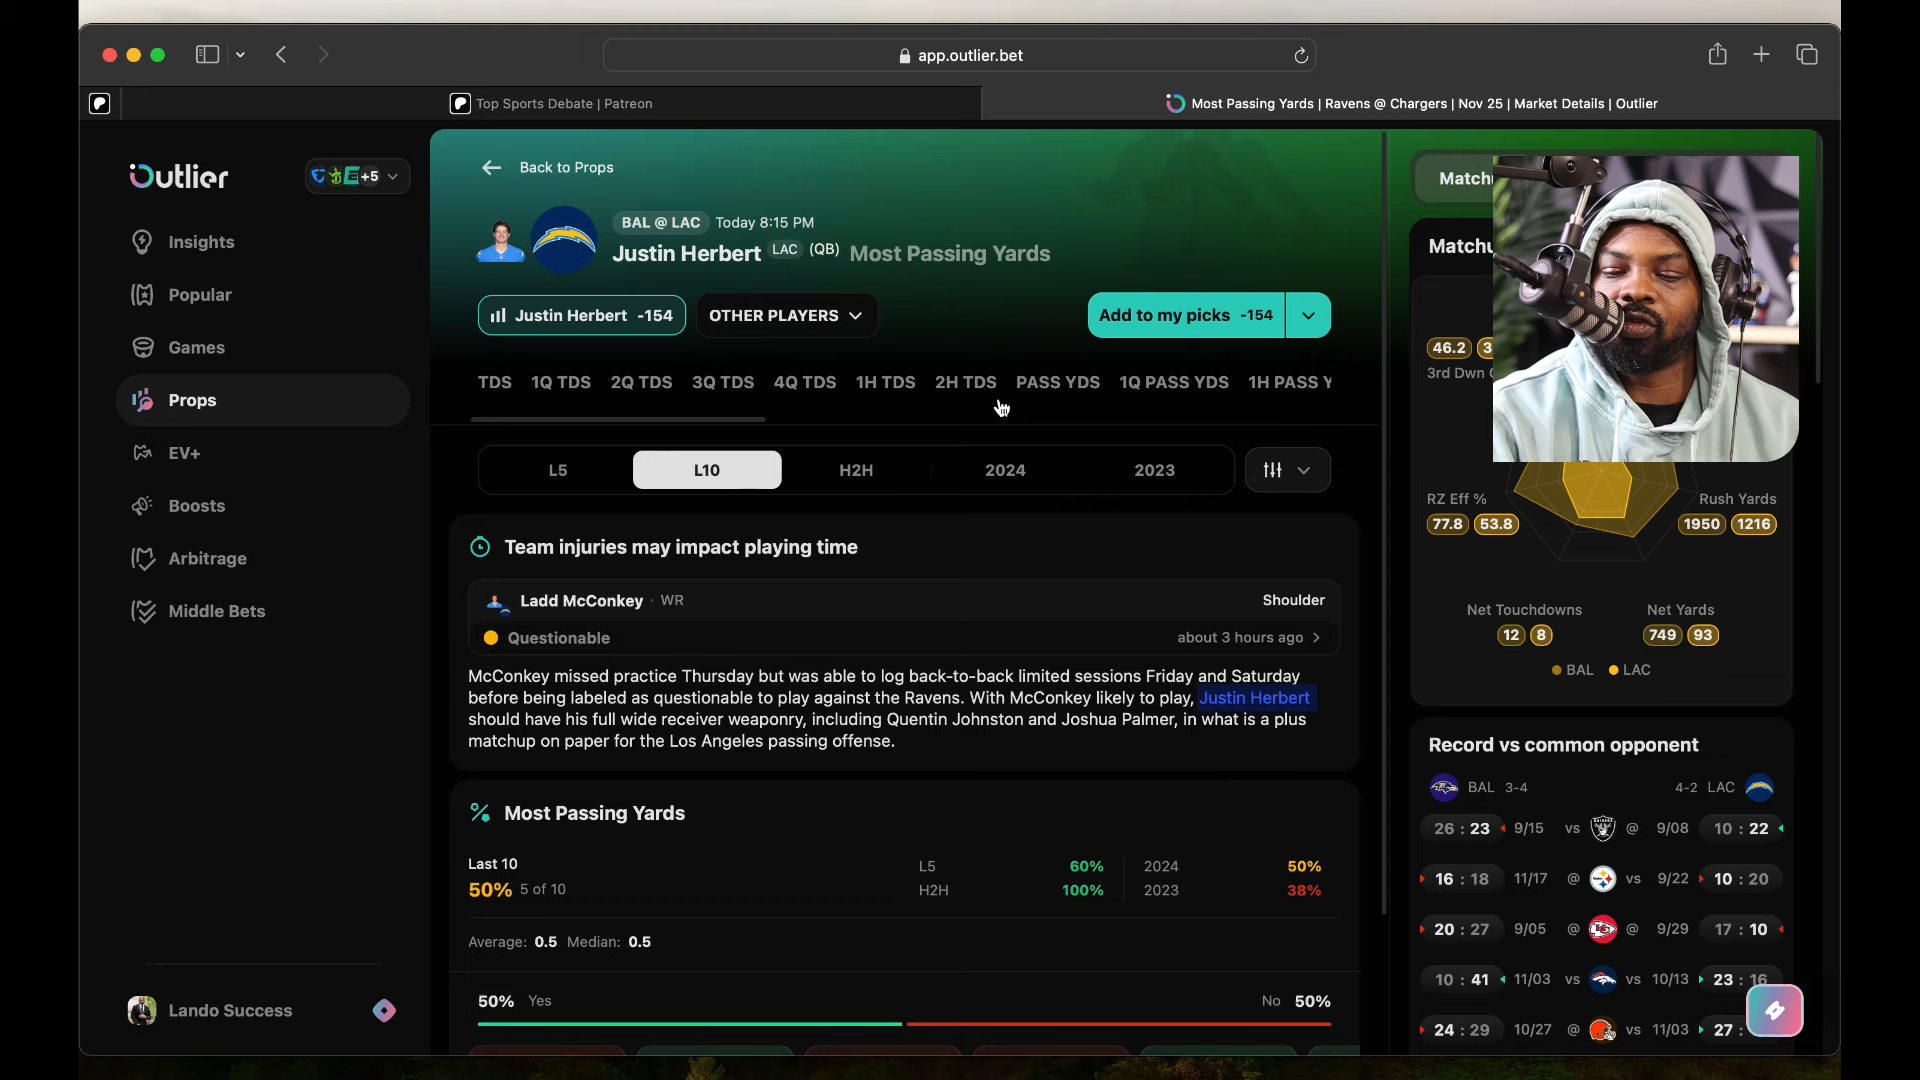 app.outlier.bet
Top Sports Debate | Patreon
Most Passing Yards | Ravens @ Chargers | Nov 25 | Market Details | Outlier
Outlier
+5
Insights
Popular
Games
Props
EV+
Boosts
Arbitrage
Middle Bets
Lando Success
Back to Props
BAL @ LAC Today 8:15 PM
Justin Herbert LAC (QB) Most Passing Yards
Justin Herbert -154
OTHER PLAYERS
Add to my picks -154
TDS 1Q TDS 2Q TDS 3Q TDS 4Q TDS 1H TDS 2H TDS PASS YDS 1Q PASS YDS 1H PASS Y
L5 L10 H2H 2024 2023
Team injuries may impact playing time
Ladd McConkey · WR Shoulder
Questionable about 3 hours ago
McConkey missed practice Thursday but was able to log back-to-back limited sessions Friday and Saturday
before being labeled as questionable to play against the Ravens. With McConkey likely to play, Justin Herbert
should have his full wide receiver weaponry, including Quentin Johnston and Joshua Palmer, in what is a plus
matchup on paper for the Los Angeles passing offense.
Most Passing Yards
Last 10
50% 5 of 10
L5 60% 2024 50%
H2H 100% 2023 38%
Average: 0.5 Median: 0.5
50% Yes No 50%
46.2
3rd Dwn
RZ Eff %
77.8 53.8
Rush Yards
1950 1216
Net Touchdowns
12 8
Net Yards
749 93
BAL LAC
Record vs common opponent
BAL 3-4 4-2 LAC
26 : 23 9/15 vs @ 9/08 10 : 22
16 : 18 11/17 @ vs 9/22 10 : 20
20 : 27 9/05 @ @ 9/29 17 : 10
10 : 41 11/03 vs vs 10/13 23 : 16
24 : 29 10/27 @ vs 11/03 27 :